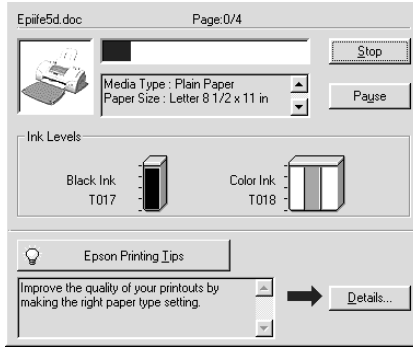 Epiife5d.doc Page:0/4
Stop
Media Type : Plain Paper
Paper Size : Letter 8 1/2 x 11 in
Pause
Ink Levels
Black Ink
T017
Color Ink
T018
Epson Printing Tips
Improve the quality of your printouts by
making the right paper type setting.
Details...